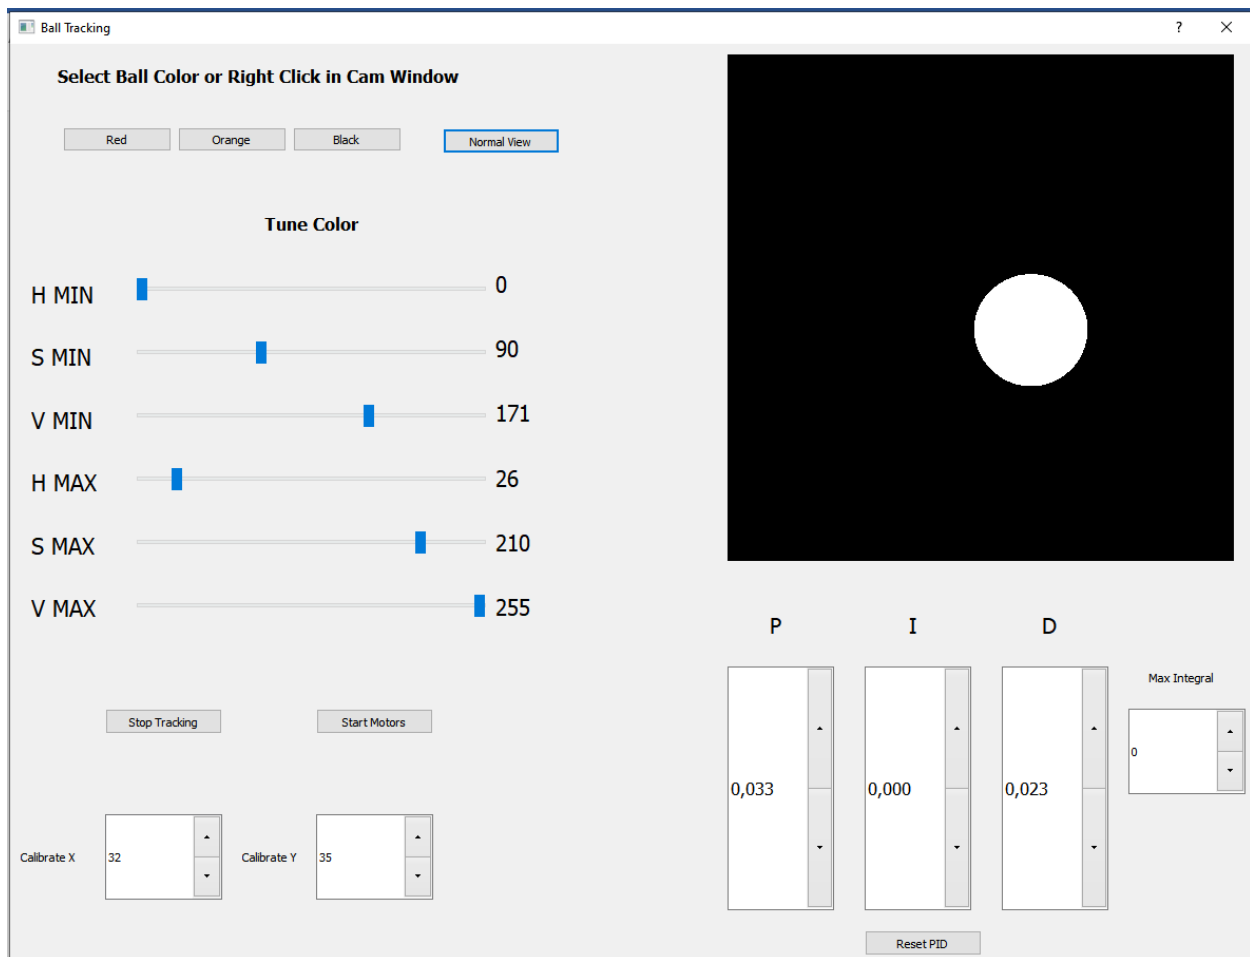 Ball Tracking
?
Select Ball Color or Right Click in Cam Window
Red Orange Black Normal View
Tune Color
H MIN 0
S MIN 90
V MIN 171
H MAX 26
S MAX 210
V MAX 255
P I D
Max Integral
Stop Tracking Start Motors
0
0,033 0,000 0,023
Calibrate X 32 Calibrate Y 35
Reset PID